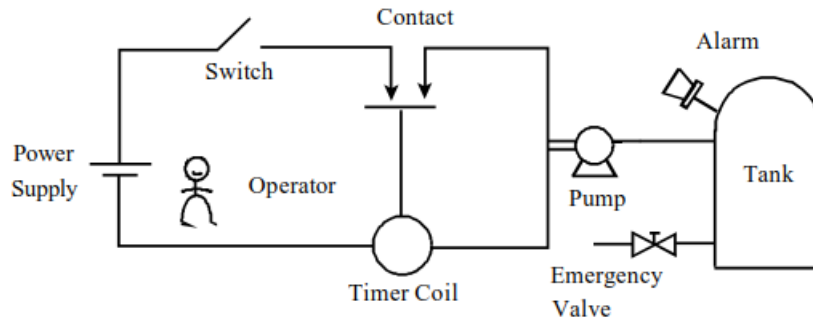 Contact
Alarm
Switch
Power
Supply
Operator
Tank
Pump
Timer Coil
Emergency
Valve